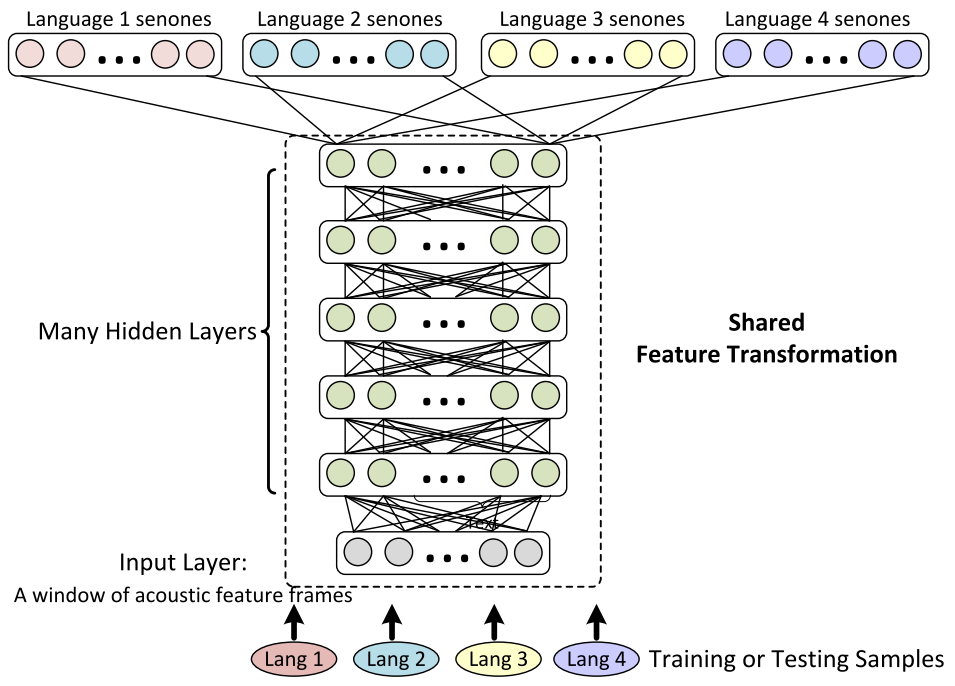 Language 1 senones
Language 2 senones
Language 3 senones
Language 4 senones
Many Hidden Layers
Shared
Feature Transformation
Text
Input Layer:
A window of acoustic feature frames
Lang 1
Lang 2
Lang 3
Lang 4
Training or Testing Samples